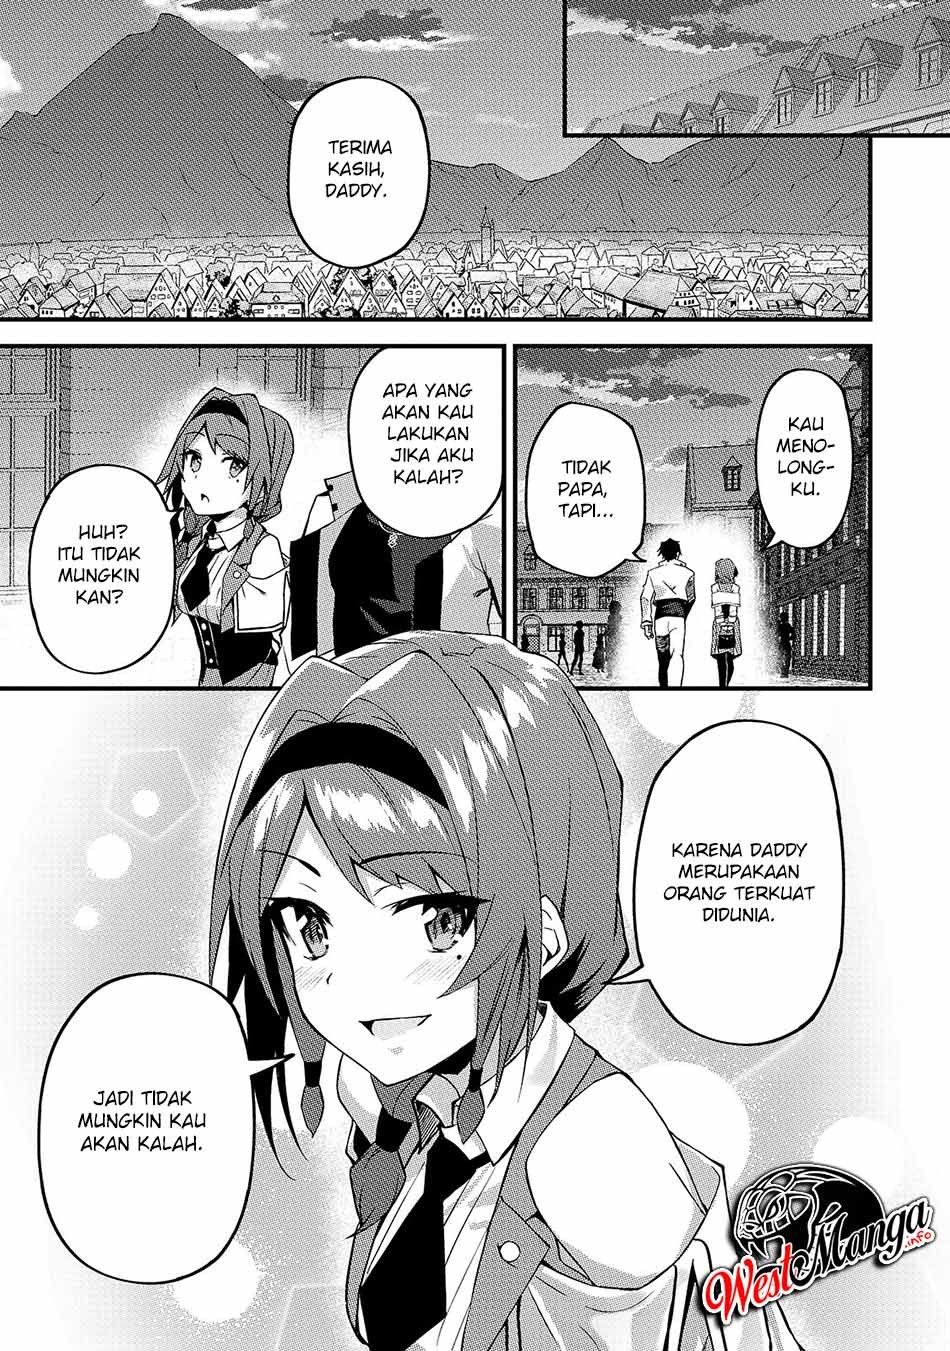 TERIMA
KASIH,
DADDY.
KAU
MENO-
LONG-
KU.
TIDAK
PAPA,
TAPI...
APA YANG
AKAN KAU
LAKUKAN
JIKA AKU
KALAH?
HUH?
ITU TIDAK
MUNGKIN
KAN?
KARENA DADDY
MERUPAKAAN
ORANG TERKUAT
DIDUNIA.
JADI TIDAK
MUNGKIN KAU
AKAN KALAH.
WestManga
.info